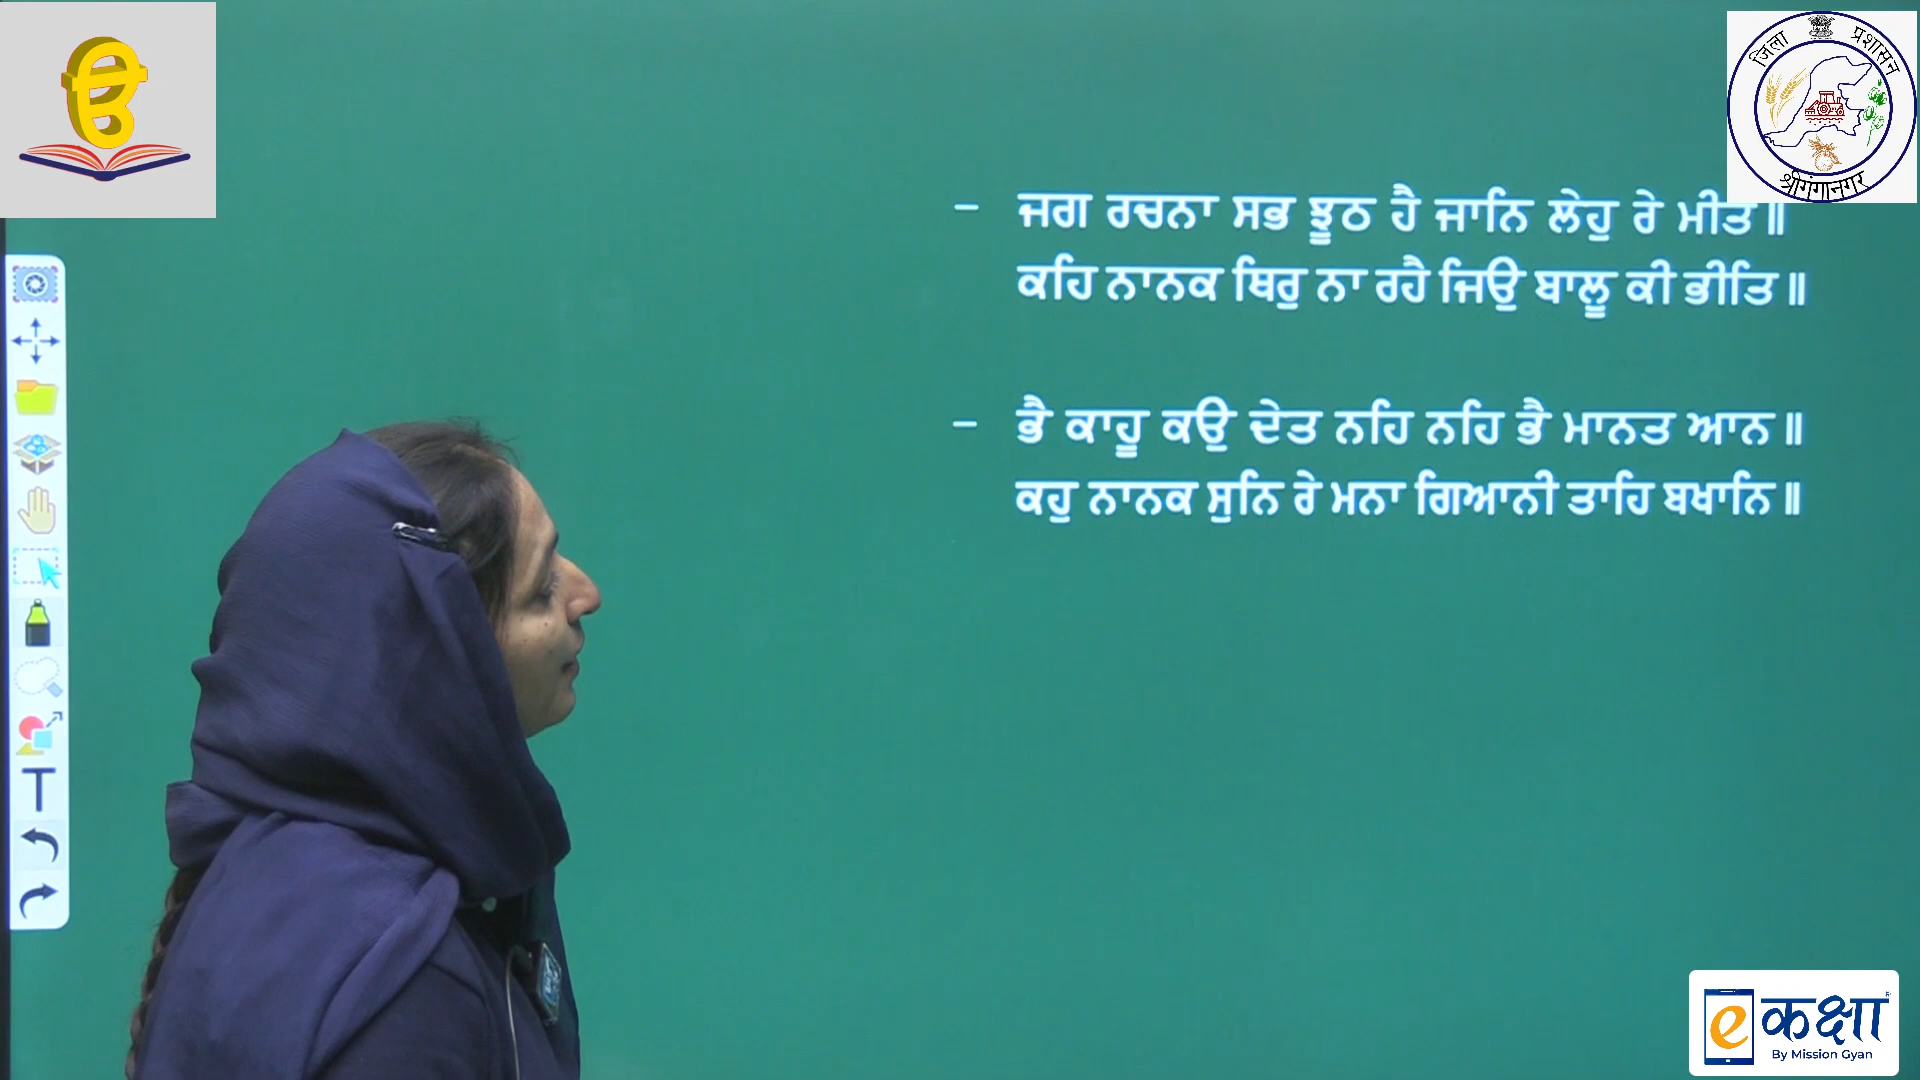 जिला प्रशासन
श्रीगंगानगर
– ਜਗ ਰਚਨਾ ਸਭ ਝੂਠ ਹੈ ਜਾਨਿ ਲੇਹੁ ਰੇ ਮੀਤ ॥
ਕਹਿ ਨਾਨਕ ਥਿਰੁ ਨਾ ਰਹੈ ਜਿਉ ਬਾਲੂ ਕੀ ਭੀਤਿ ॥
– ਭੈ ਕਾਹੂ ਕਉ ਦੇਤ ਨਹਿ ਨਹਿ ਭੈ ਮਾਨਤ ਆਨ ॥
ਕਹੁ ਨਾਨਕ ਸੁਨਿ ਰੇ ਮਨਾ ਗਿਆਨੀ ਤਾਹਿ ਬਖਾਨਿ ॥
T
e कक्षा
By Mission Gyan